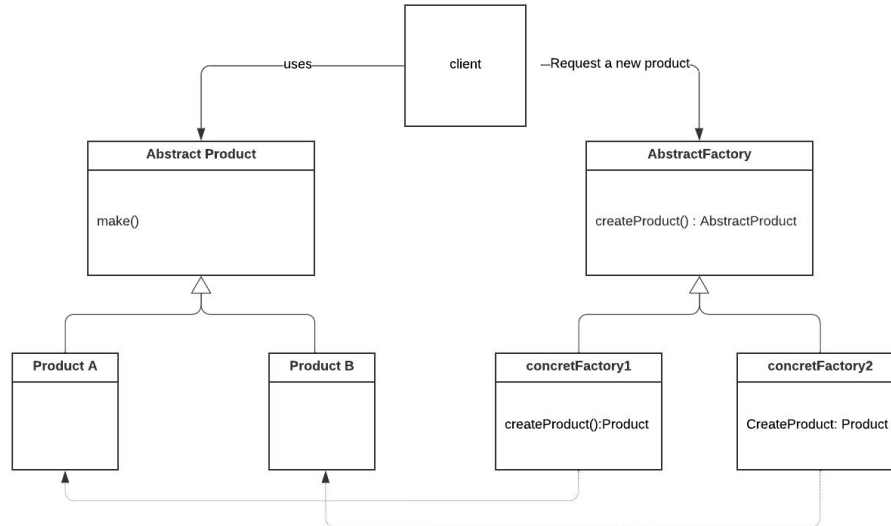 client
uses
Request a new product
Abstract Product
make()
AbstractFactory
createProduct() : AbstractProduct
Product A
Product B
concretFactory1
createProduct():Product
concretFactory2
CreateProduct: Product